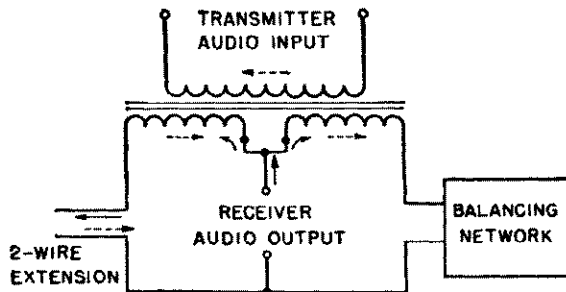 TRANSMITTER
AUDIO INPUT
RECEIVER
AUDIO OUTPUT
BALANCING
NETWORK
2-WIRE
EXTENSION